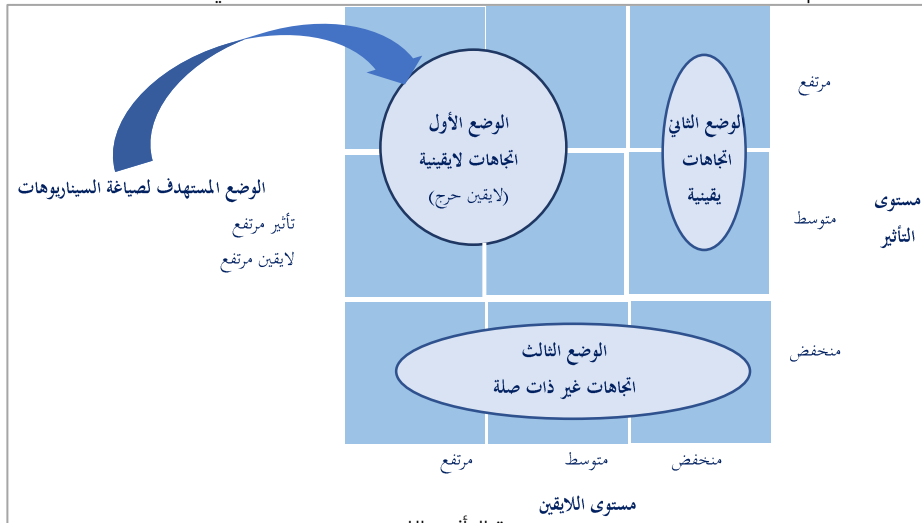 مرتفع
الوضع الأول
اتجاهات لايقينية
(لايقين حرج)
الوضع الثاني
اتجاهات
يقينية
الوضع المستهدف لصياغة السيناريوهات
تأثير مرتفع
لايقين مرتفع
مستوى
التأثير
متوسط
منخفض
الوضع الثالث
اتجاهات غير ذات صلة
منخفض
متوسط
مرتفع
مستوى اللايقين